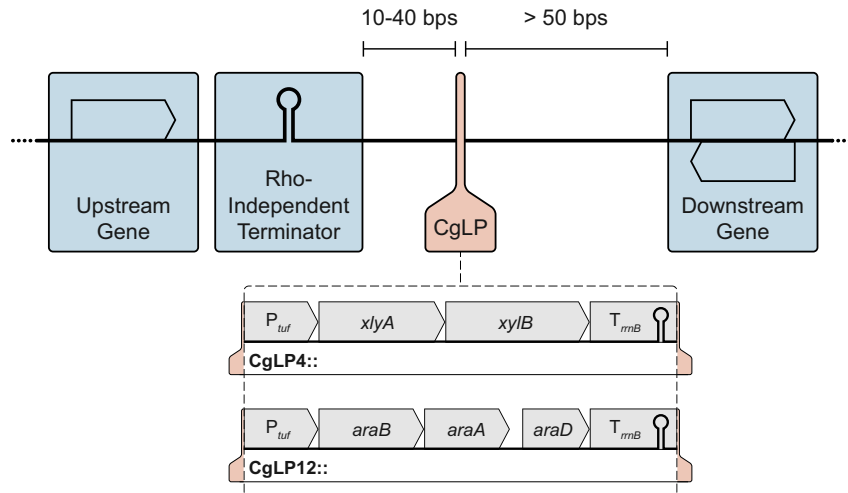 10-40 bps
> 50 bps
Upstream
Gene
Rho-
Independent
Terminator
CgLP
Downstream
Gene
Ptuf
xlyA
xylB
TrrnB
CgLP4::
Ptuf
araB
araA
araD
TrrnB
CgLP12::